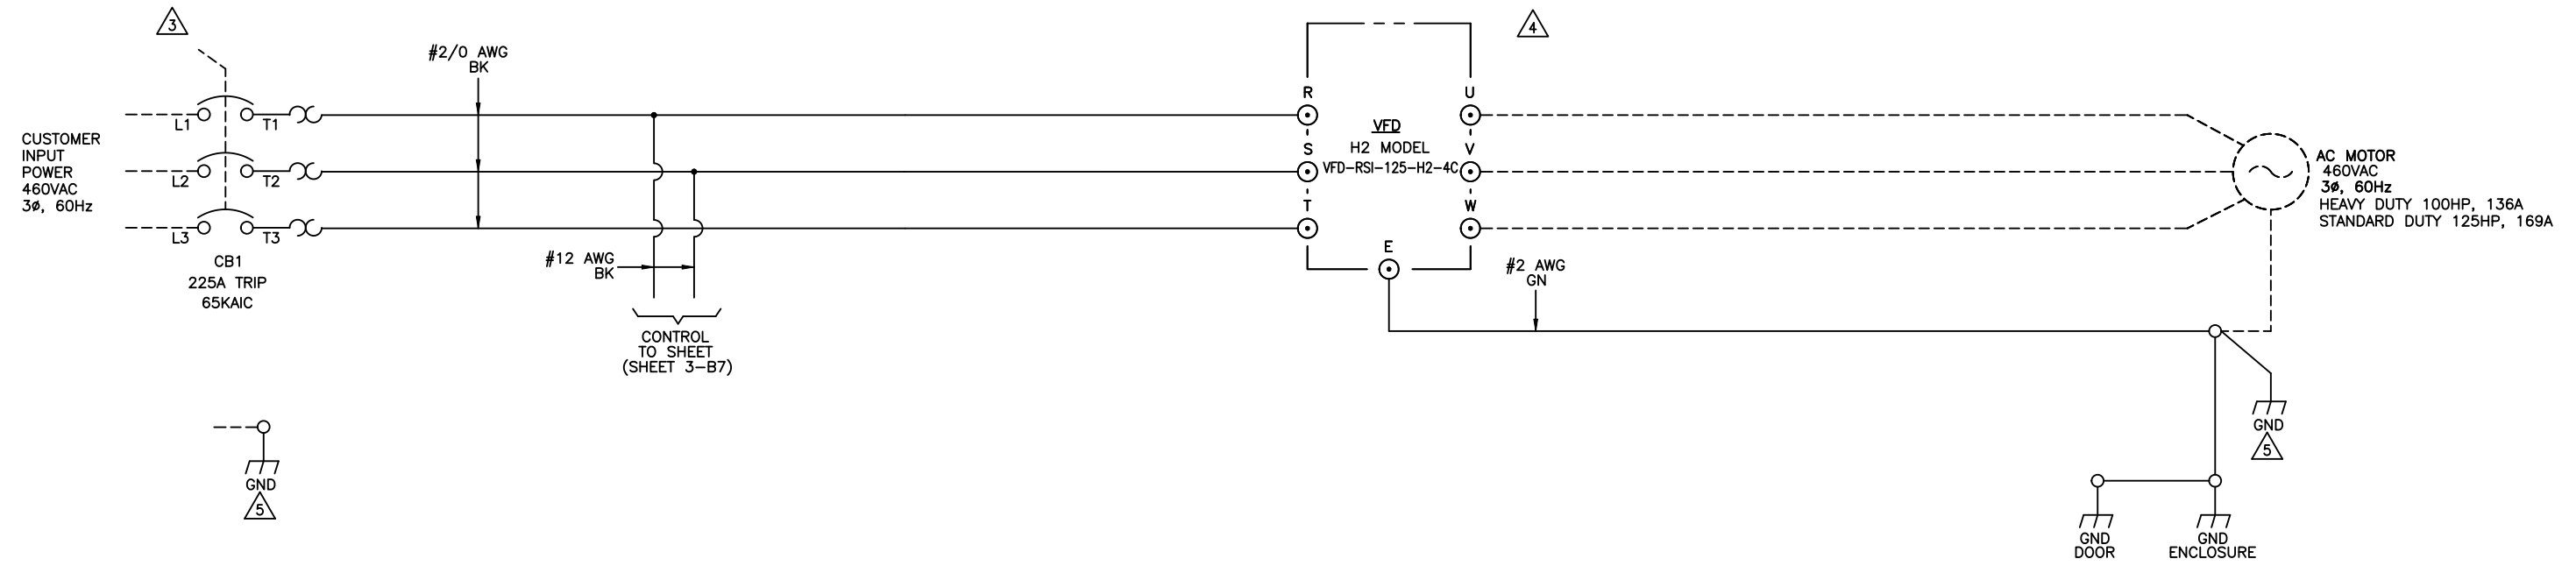 3
#2/0 AWG
BK
CUSTOMER
INPUT
POWER
460VAC
3ø, 60Hz
L1
T1
L2
T2
L3
T3
CB1
225A TRIP
65KAIC
#12 AWG
BK
CONTROL
TO SHEET
(SHEET 3-B7)
GND
5
4
R
U
VFD
H2 MODEL
S
V
VFD-RSI-125-H2-4C
T
W
E
#2 AWG
GN
AC MOTOR
460VAC
3ø, 60Hz
HEAVY DUTY 100HP, 136A
STANDARD DUTY 125HP, 169A
GND
5
GND
DOOR
GND
ENCLOSURE